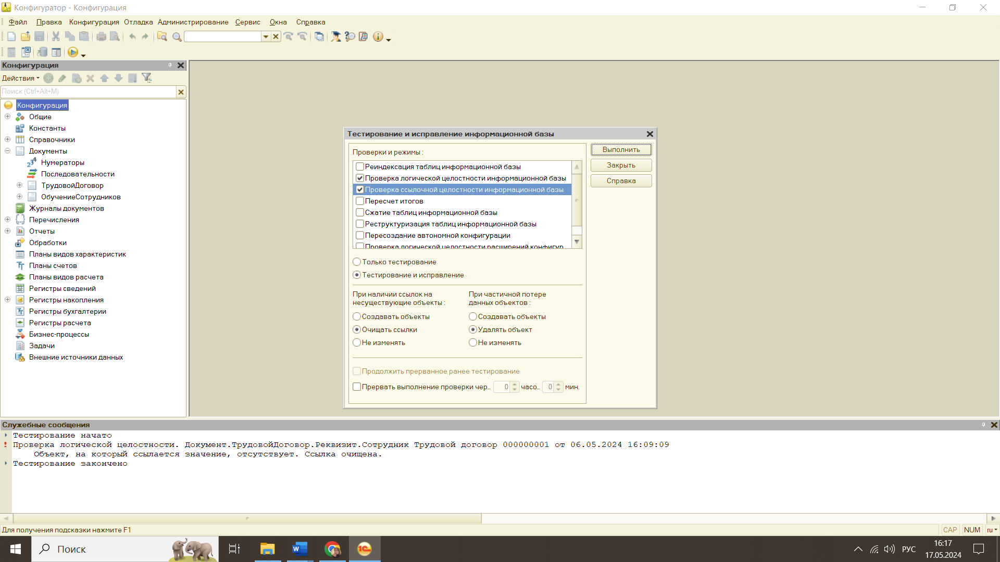 Конфигуратор - Конфигурация
Файл Правка Конфигурация Отладка Администрирование Сервис Окна Справка
Конфигурация
Действия
Поиск (Ctrl+Alt+M)
Конфигурация
Общие
Константы
Справочники
Документы
Нумераторы
Последовательности
ТрудовойДоговор
ОбучениеСотрудников
Журналы документов
Перечисления
Отчеты
Обработки
Планы видов характеристик
Планы счетов
Планы видов расчета
Регистры сведений
Регистры накопления
Регистры бухгалтерии
Регистры расчета
Бизнес-процессы
Задачи
Внешние источники данных
Тестирование и исправление информационной базы
Проверки и режимы :
Реиндексация таблиц информационной базы
Проверка логической целостности информационной базы
Проверка ссылочной целостности информационной базы
Пересчет итогов
Сжатие таблиц информационной базы
Реструктуризация таблиц информационной базы
Пересоздание автономной конфигурации
Проверка логической целостности расширений конфигур
Выполнить
Закрыть
Справка
Только тестирование
Тестирование и исправление
При наличии ссылок на
несуществующие объекты :
Создавать объекты
Очищать ссылки
Не изменять
При частичной потере
данных объектов :
Создавать объекты
Удалять объект
Не изменять
Продолжить прерванное ранее тестирование
Прервать выполнение проверки чер... 0 часо... 0 мин.
Служебные сообщения
Тестирование начато
Проверка логической целостности. Документ.ТрудовойДоговор.Реквизит.Сотрудник Трудовой договор 000000001 от 06.05.2024 16:09:09
Объект, на который ссылается значение, отсутствует. Ссылка очищена.
Тестирование закончено
Для получения подсказки нажмите F1
CAP NUM ru
Поиск
РУС
16:17
17.05.2024